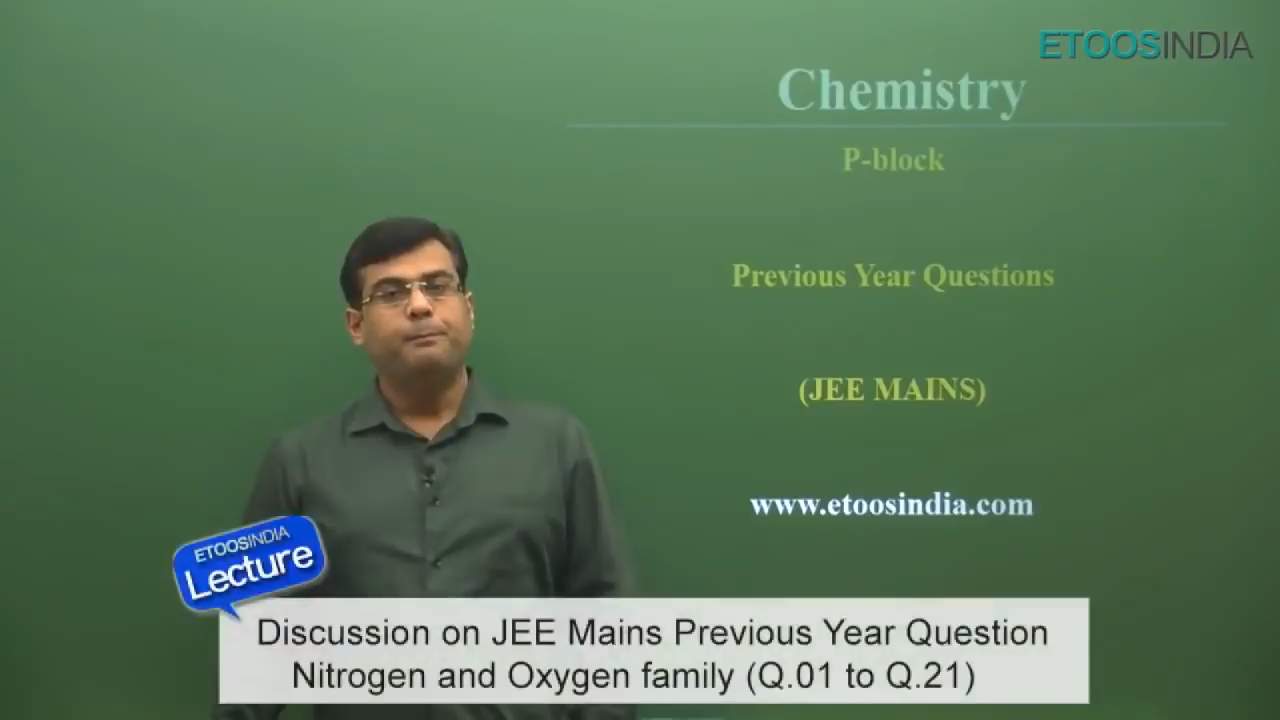 ETOOSINDIA
Chemistry
P-block
Previous Year Questions
(JEE MAINS)
www.etoosindia.com
ETOOSINDIA
Lecture
Discussion on JEE Mains Previous Year Question
Nitrogen and Oxygen family (Q.01 to Q.21)